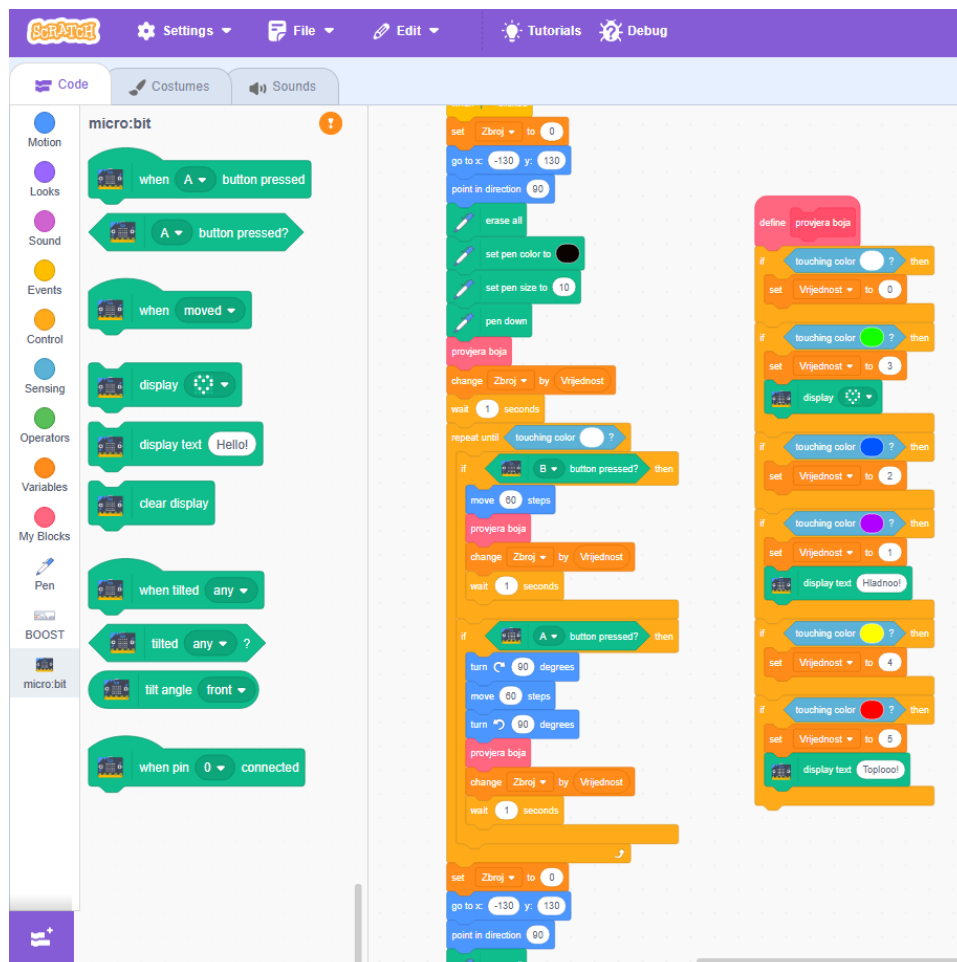 SCRATCH Settings File Edit Tutorials Debug
Code Costumes Sounds
Motion
Looks
Sound
Events
Control
Sensing
Operators
Variables
My Blocks
Pen
BOOST
micro:bit
micro:bit
when A button pressed
A button pressed?
when moved
display
display text Hello!
clear display
when tilted any
tilted any ?
tilt angle front
when pin 0 connected
set Zbroj to 0
go to x: -130 y: 130
point in direction 90
erase all
set pen color to
set pen size to 10
pen down
provjera boja
change Zbroj by Vrijednost
wait 1 seconds
repeat until touching color ?
if B button pressed? then
move 60 steps
provjera boja
change Zbroj by Vrijednost
wait 1 seconds
if A button pressed? then
turn 90 degrees
move 60 steps
turn 90 degrees
provjera boja
change Zbroj by Vrijednost
wait 1 seconds
set Zbroj to 0
go to x: -130 y: 130
point in direction 90
define provjera boja
if touching color ? then
set Vrijednost to 0
if touching color ? then
set Vrijednost to 3
display
if touching color ? then
set Vrijednost to 2
if touching color ? then
set Vrijednost to 1
display text Hladnoo!
if touching color ? then
set Vrijednost to 4
if touching color ? then
set Vrijednost to 5
display text Toplooo!